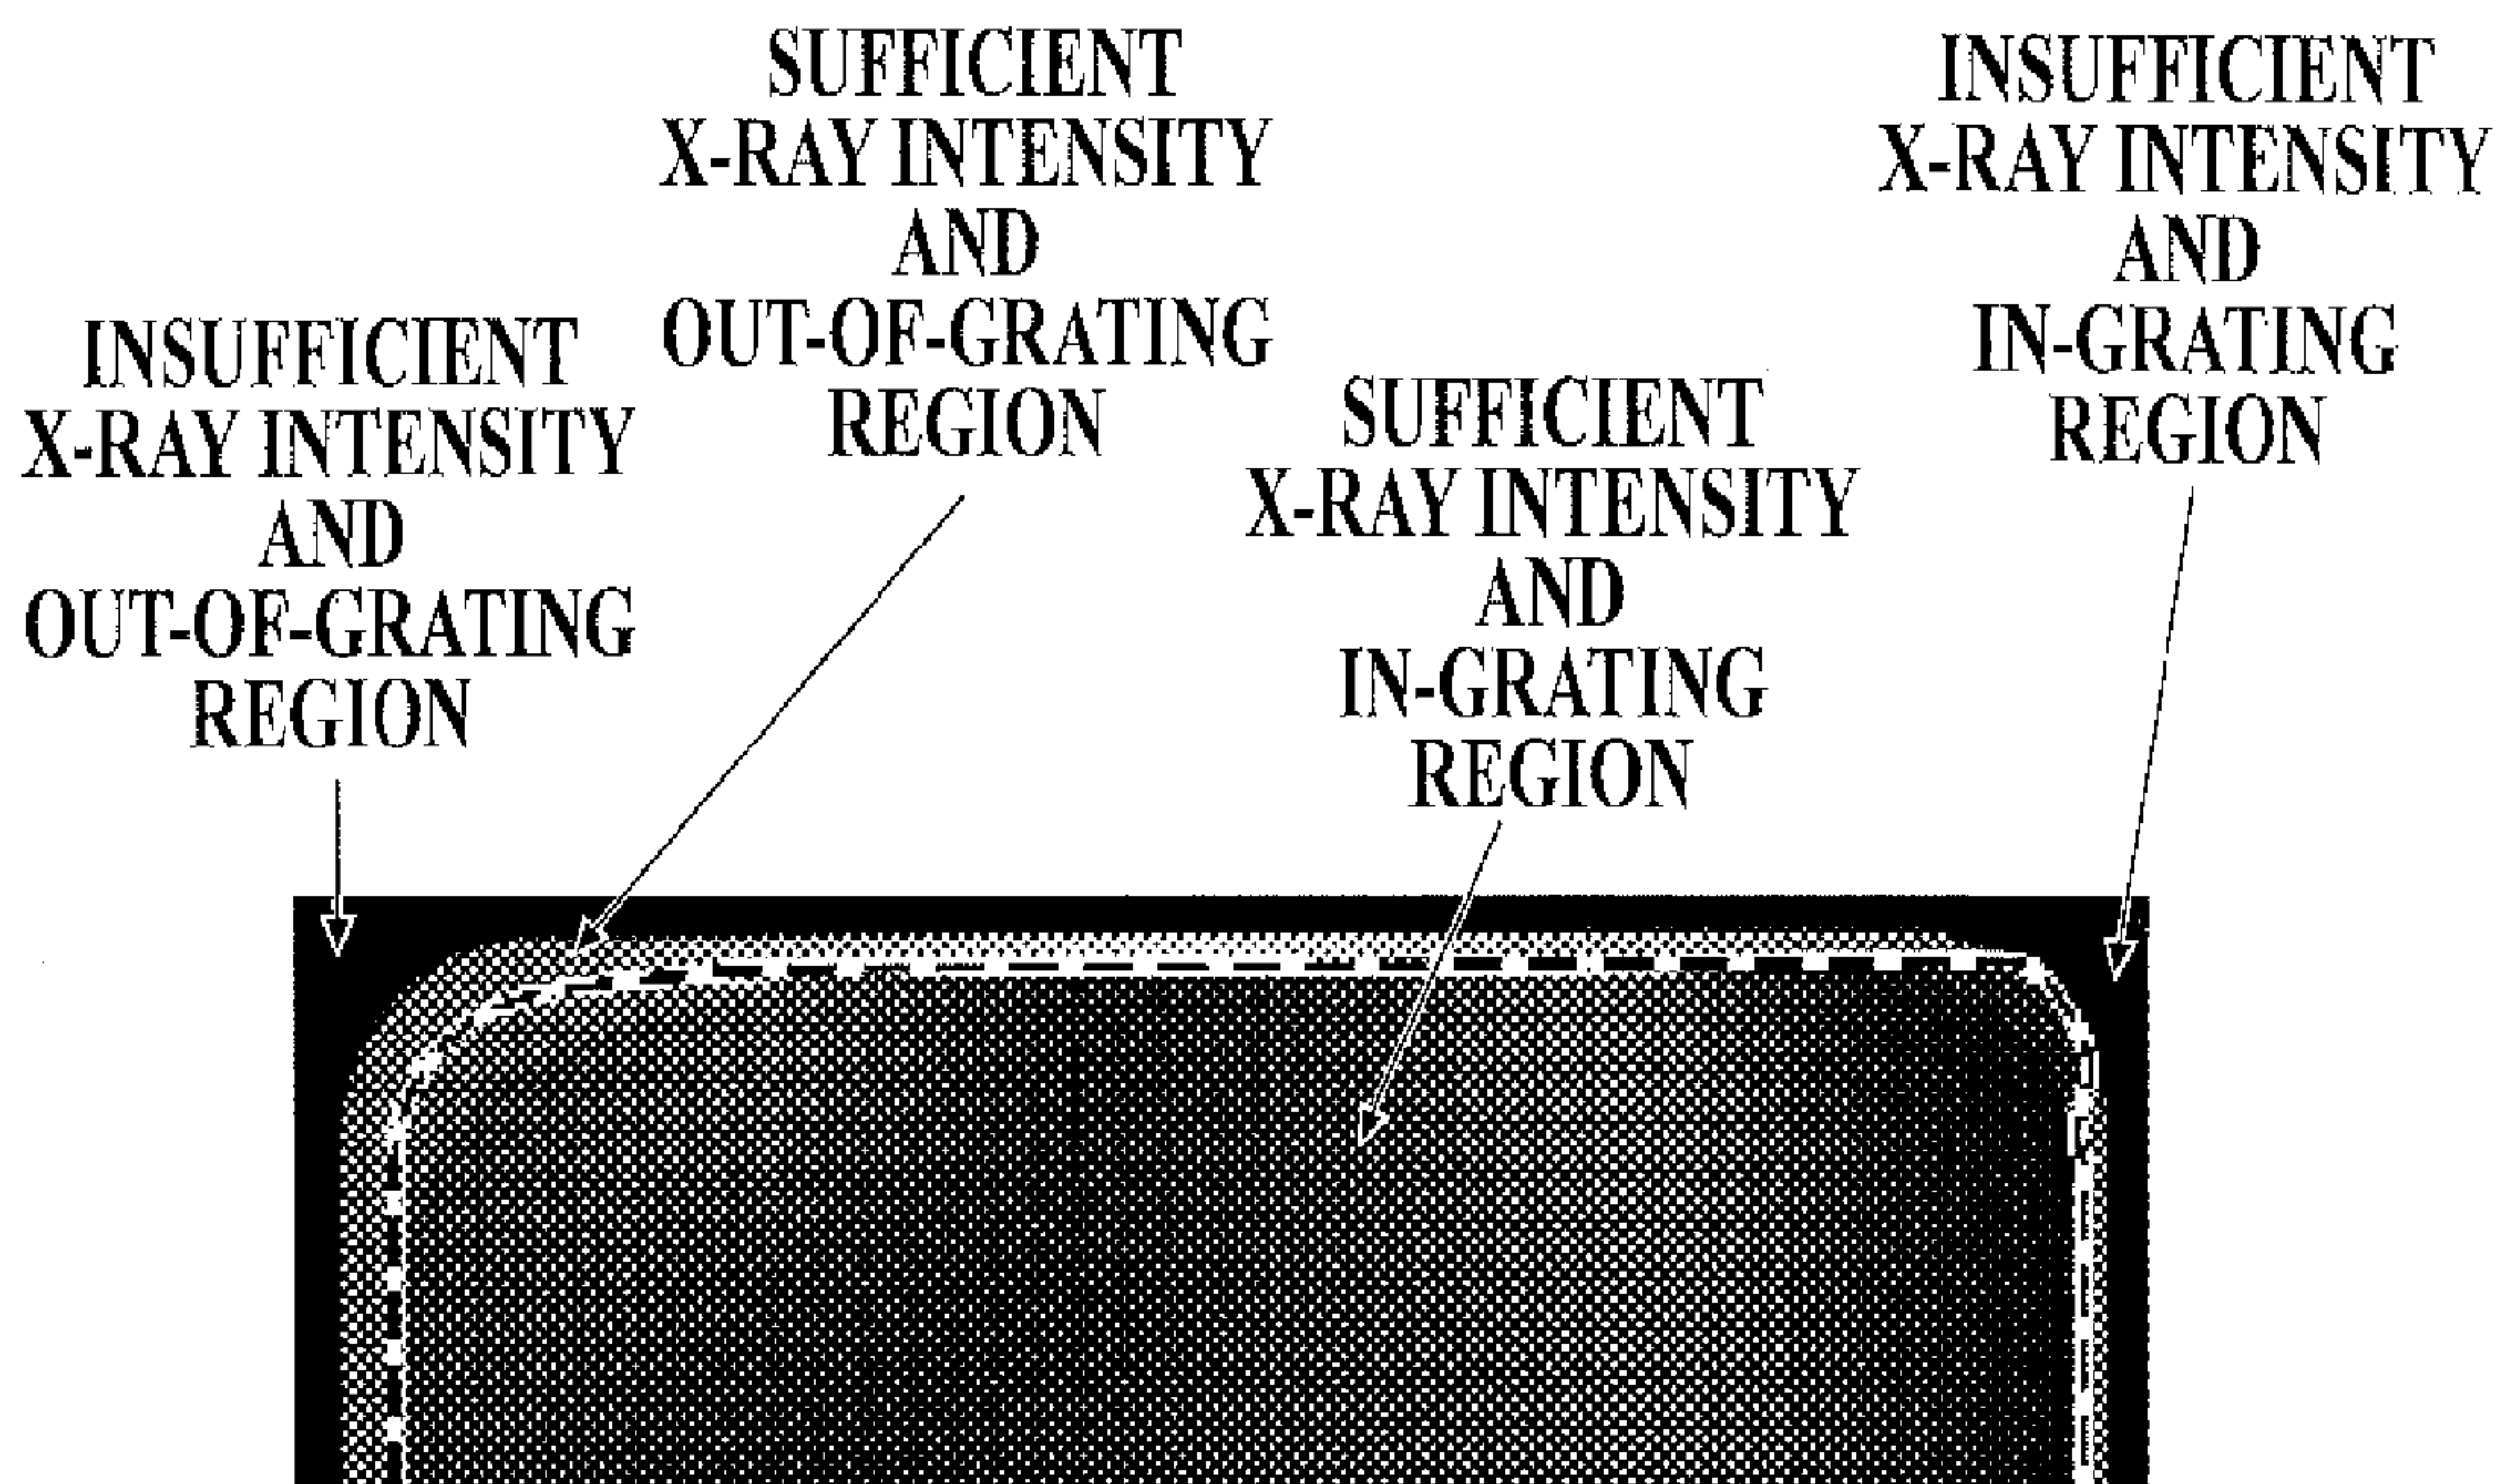 SUFFICIENT
X-RAY INTENSITY
AND
OUT-OF-GRATING
REGION
INSUFFICIENT
X-RAY INTENSITY
AND
IN-GRATING
REGION
INSUFFICIENT
X-RAY INTENSITY
AND
OUT-OF-GRATING
REGION
SUFFICIENT
X-RAY INTENSITY
AND
IN-GRATING
REGION